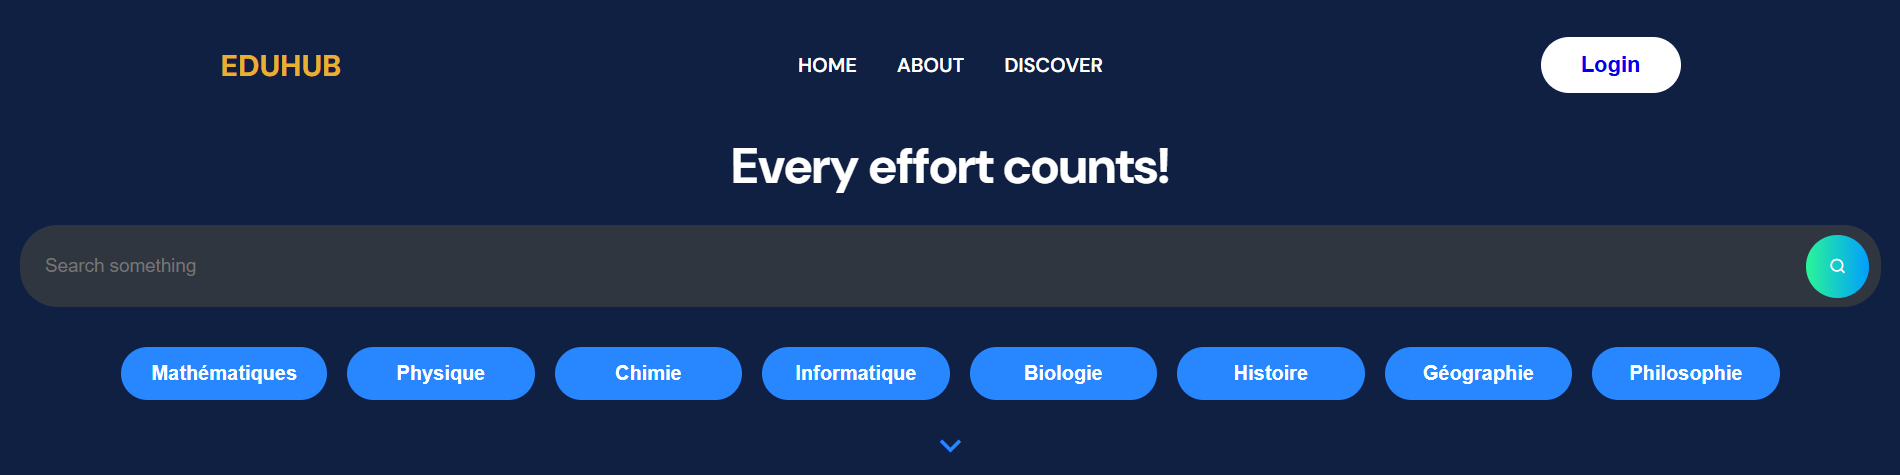 EDUHUB HOME ABOUT DISCOVER Login
Every effort counts!
Search something
Mathématiques Physique Chimie Informatique Biologie Histoire Géographie Philosophie